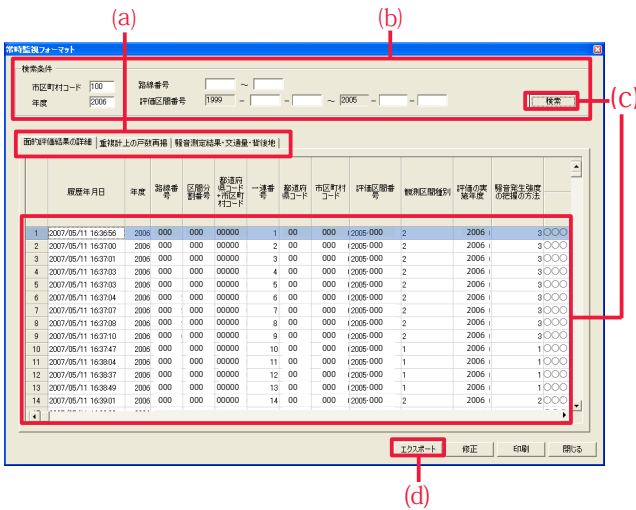 (a)
(b)
常時監視フォーマット
検索条件
市区町村コード 100 路線番号 ～
年度 2006 評価区間番号 1999 - - ～ 2005 - - 検索
(c)
面的評価結果の詳細 重複計上の戸数再掲 騒音測定結果・交通量・背後地
履歴年月日 年度 路線番号 区間分割番号 都道府県コード+市区町村コード 一連番号 都道府県コード 市区町村コード 評価区間番号 観測区間種別 評価の実施年度 騒音発生強度の把握の方法
1 2007/05/11 16:36:56 2006 000 000 00000 1 00 000 2005-000 2 2006 3 〇〇〇
2 2007/05/11 16:37:00 2006 000 000 00000 2 00 000 2005-000 2 2006 3 〇〇〇
3 2007/05/11 16:37:01 2006 000 000 00000 3 00 000 2005-000 2 2006 3 〇〇〇
4 2007/05/11 16:37:03 2006 000 000 00000 4 00 000 2005-000 2 2006 3 〇〇〇
5 2007/05/11 16:37:03 2006 000 000 00000 5 00 000 2005-000 2 2006 3 〇〇〇
6 2007/05/11 16:37:04 2006 000 000 00000 6 00 000 2005-000 2 2006 3 〇〇〇
7 2007/05/11 16:37:07 2006 000 000 00000 7 00 000 2005-000 2 2006 3 〇〇〇
8 2007/05/11 16:37:08 2006 000 000 00000 8 00 000 2005-000 2 2006 3 〇〇〇
9 2007/05/11 16:37:10 2006 000 000 00000 9 00 000 2005-000 2 2006 3 〇〇〇
10 2007/05/11 16:37:47 2006 000 000 00000 10 00 000 2005-000 1 2006 1 〇〇〇
11 2007/05/11 16:38:04 2006 000 000 00000 11 00 000 2005-000 1 2006 1 〇〇〇
12 2007/05/11 16:38:37 2006 000 000 00000 12 00 000 2005-000 1 2006 1 〇〇〇
13 2007/05/11 16:38:49 2006 000 000 00000 13 00 000 2005-000 1 2006 1 〇〇〇
14 2007/05/11 16:39:01 2006 000 000 00000 14 00 000 2005-000 2 2006 2 〇〇〇
エクスポート 修正 印刷 閉じる
(d)